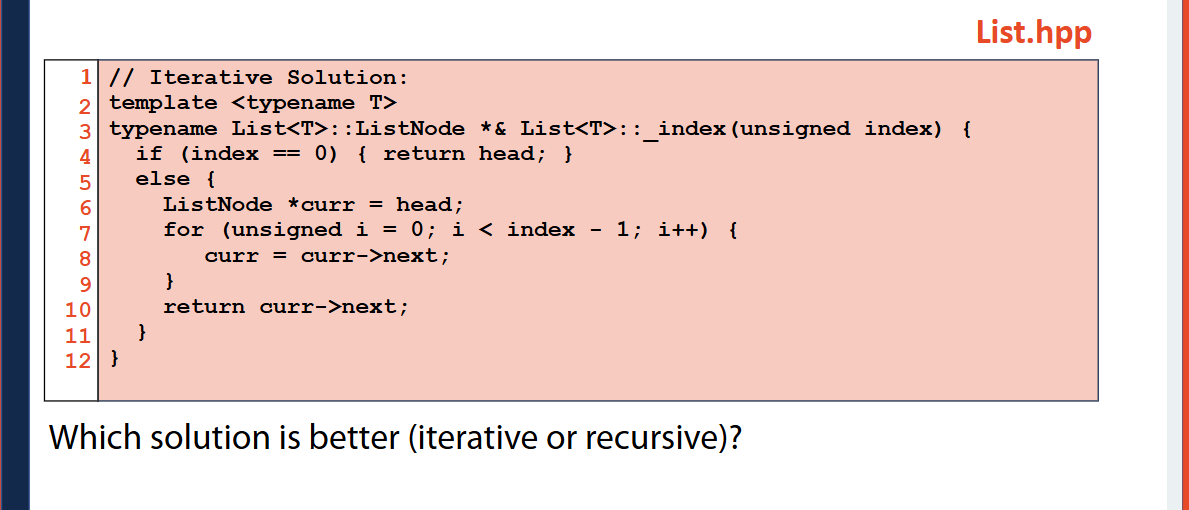 List.hpp
1 // Iterative Solution:
2 template <typename T>
3 typename List<T>::ListNode *& List<T>::_index(unsigned index) {
4   if (index == 0) { return head; }
5   else {
6     ListNode *curr = head;
7     for (unsigned i = 0; i < index - 1; i++) {
8        curr = curr->next;
9     }
10     return curr->next;
11   }
12 }
Which solution is better (iterative or recursive)?